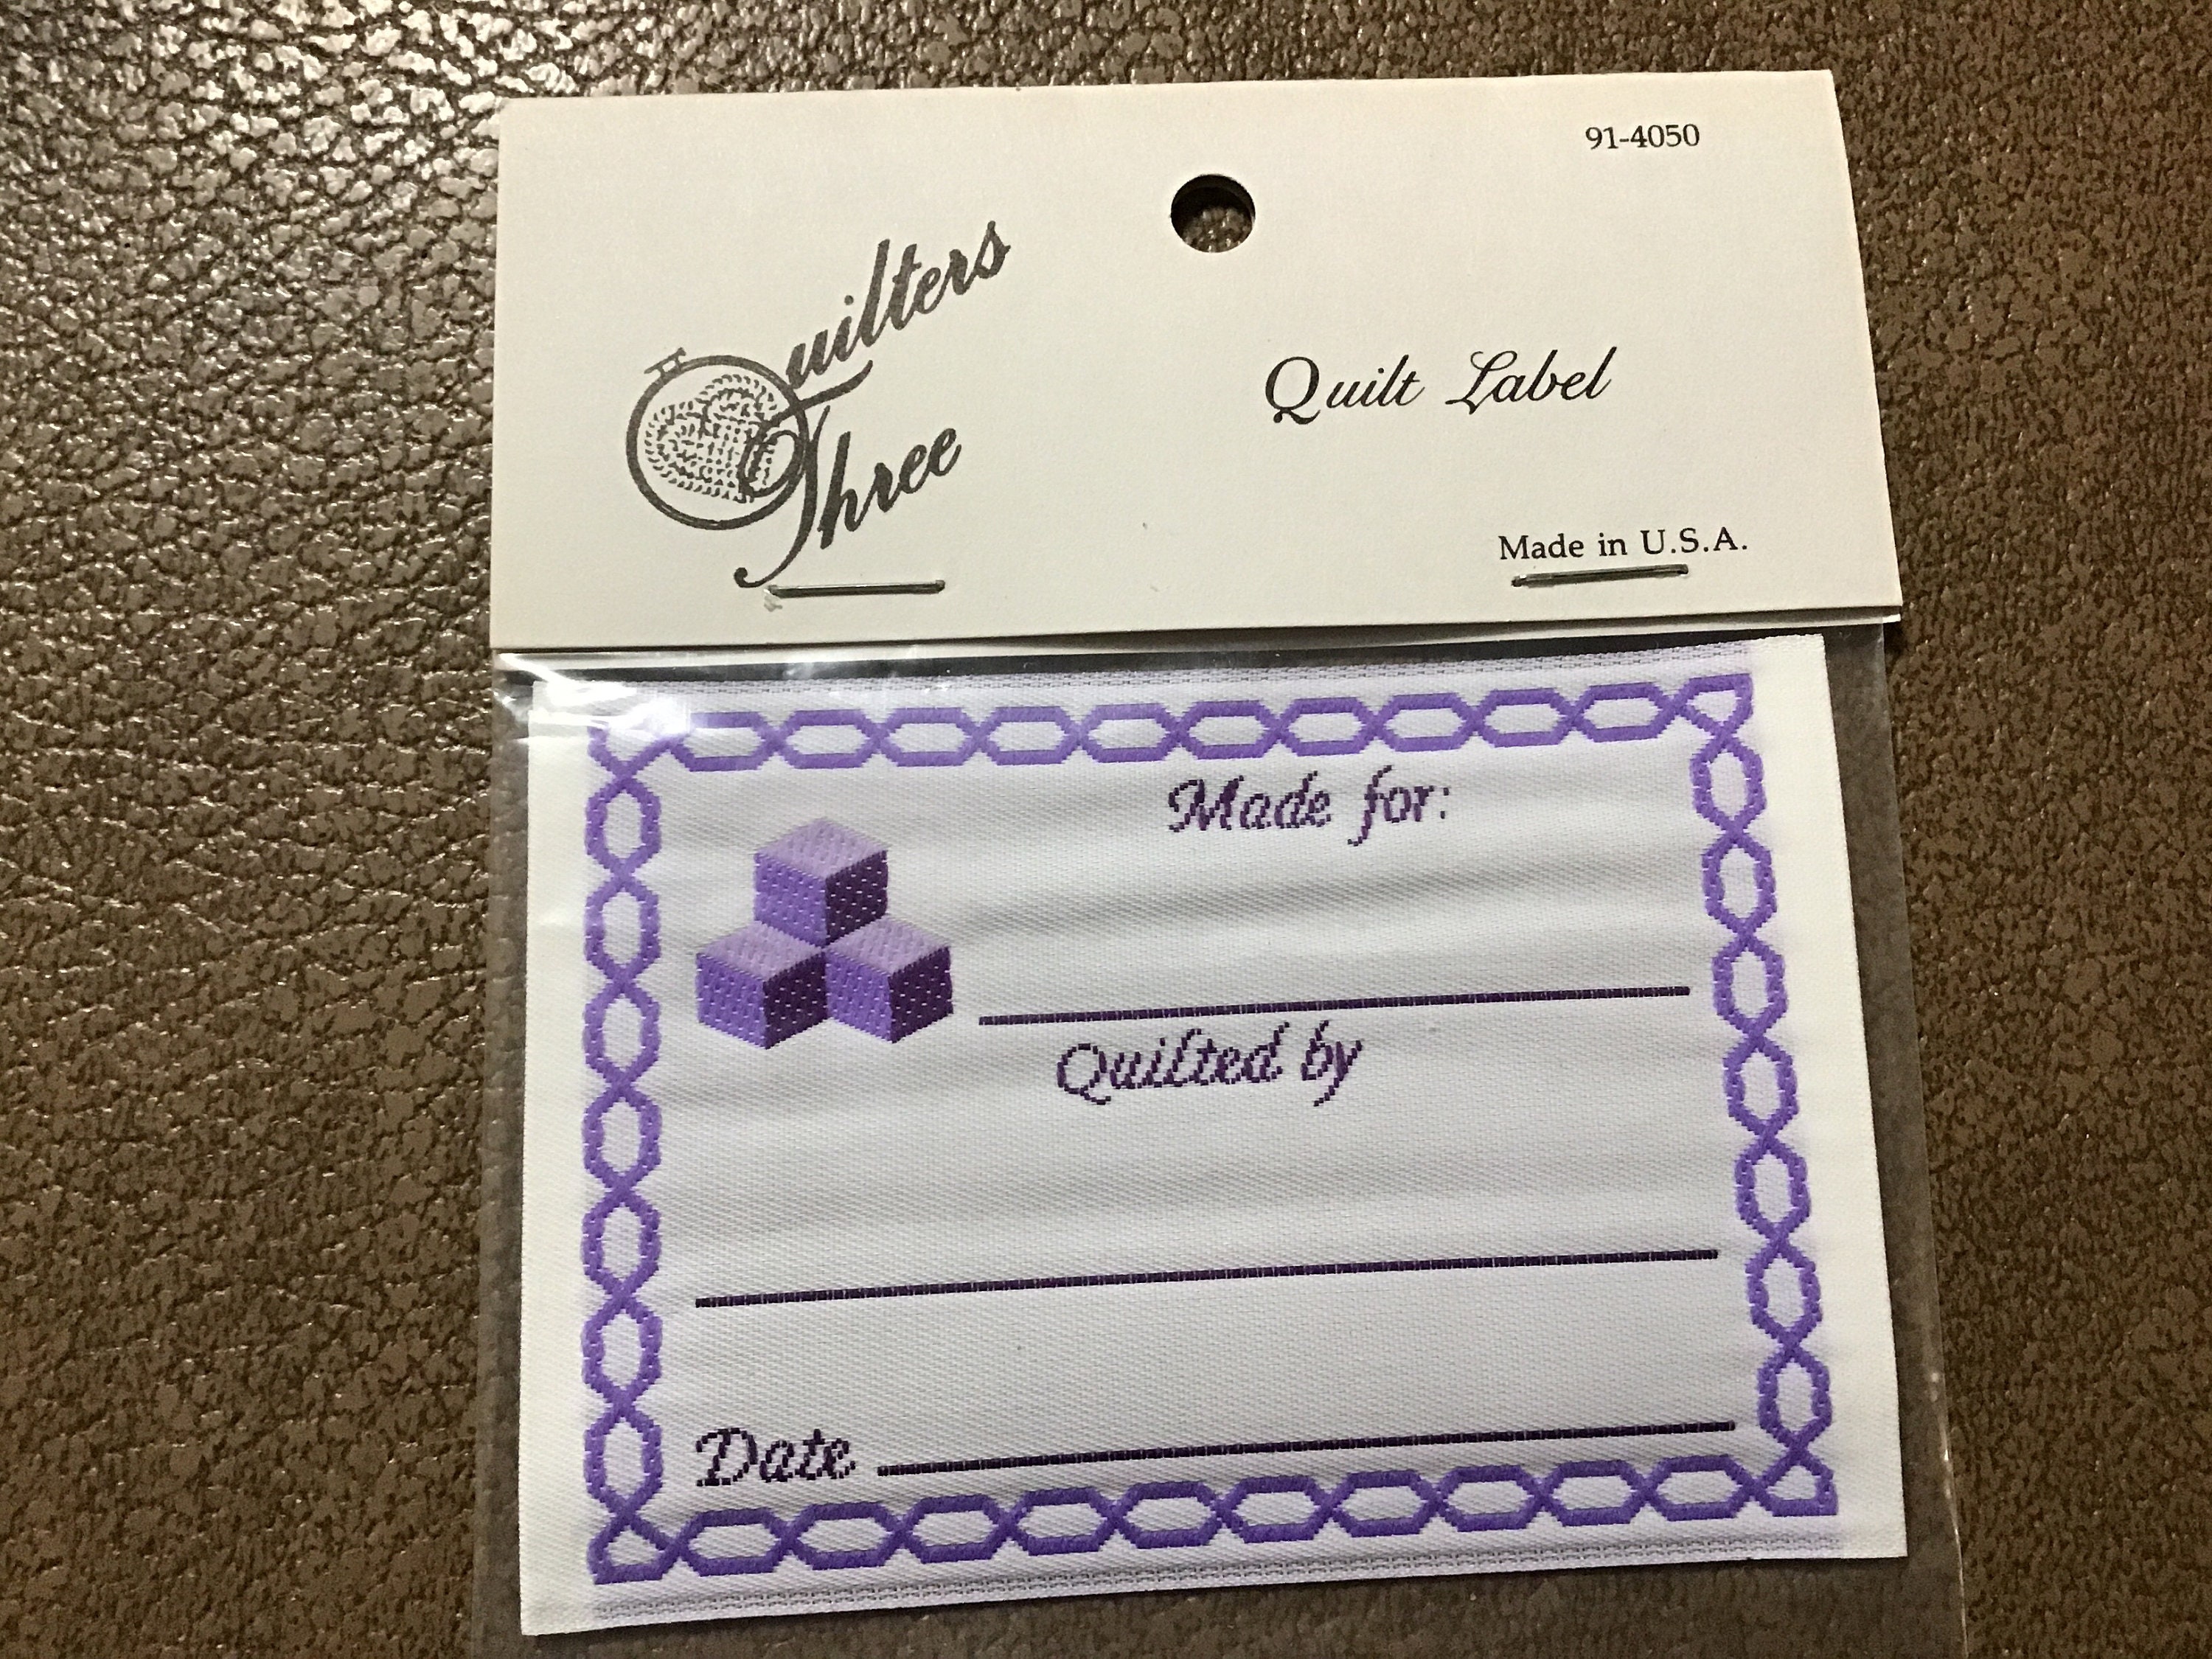 91-4050
Quilters
Three
Quilt Label
Made in U.S.A.
Made for:
Quilted by
Date